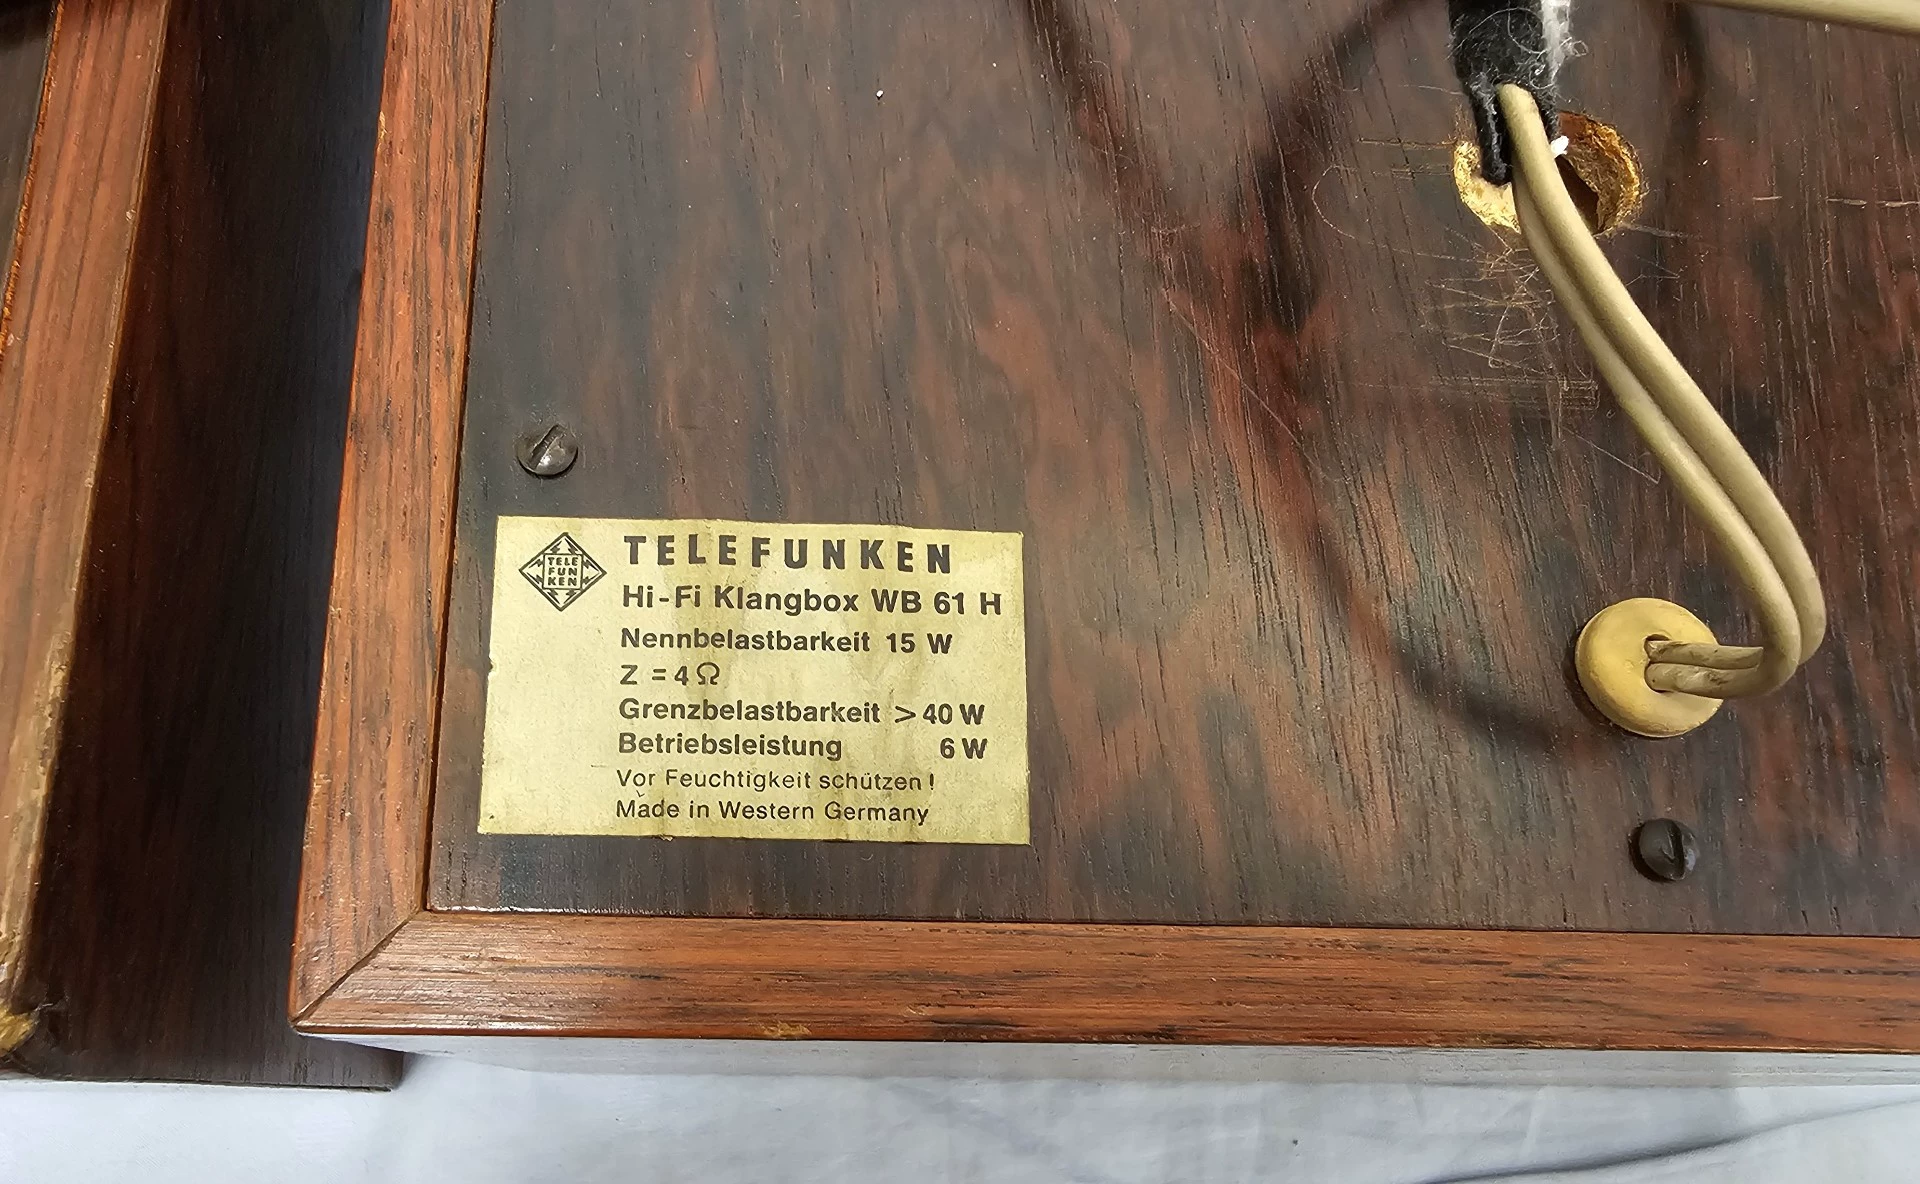 TELE
FUN
KEN
TELEFUNKEN
Hi-Fi Klangbox WB 61 H
Nennbelastbarkeit 15 W
Z = 4 Ω
Grenzbelastbarkeit > 40 W
Betriebsleistung 6 W
Vor Feuchtigkeit schützen !
Made in Western Germany